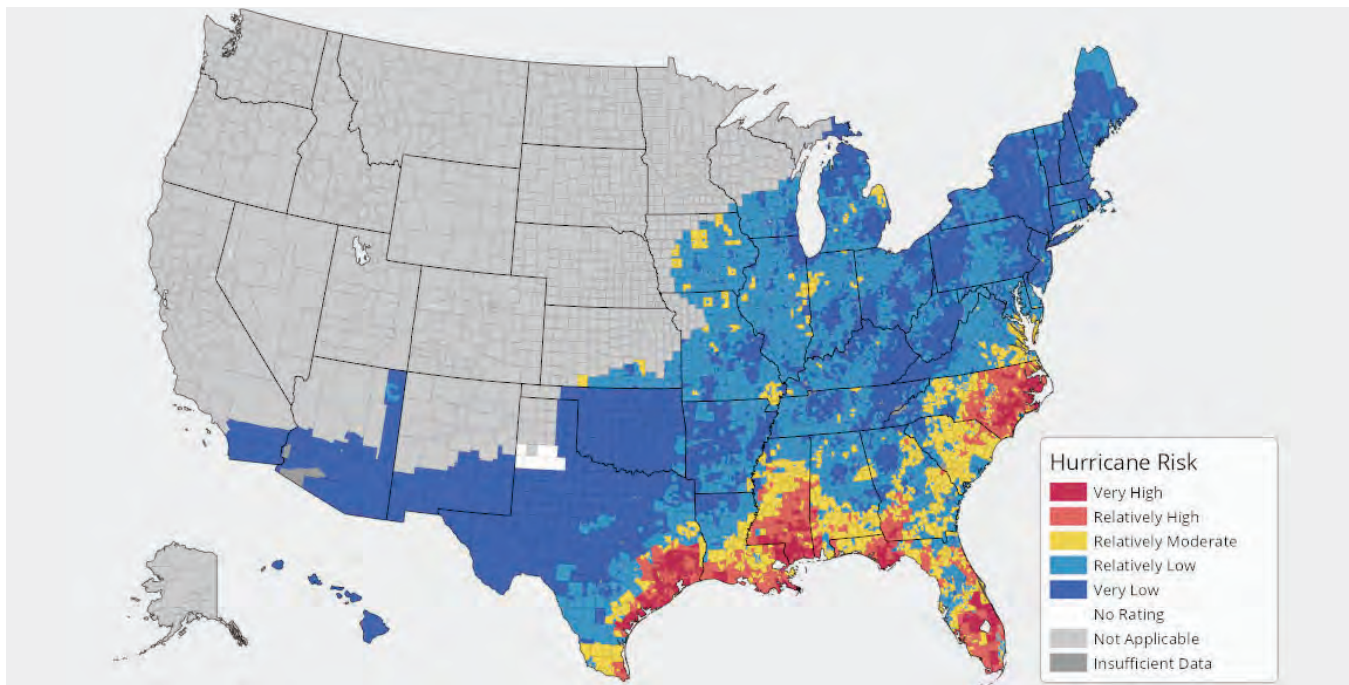 Hurricane Risk
Very High
Relatively High
Relatively Moderate
Relatively Low
Very Low
No Rating
Not Applicable
Insufficient Data